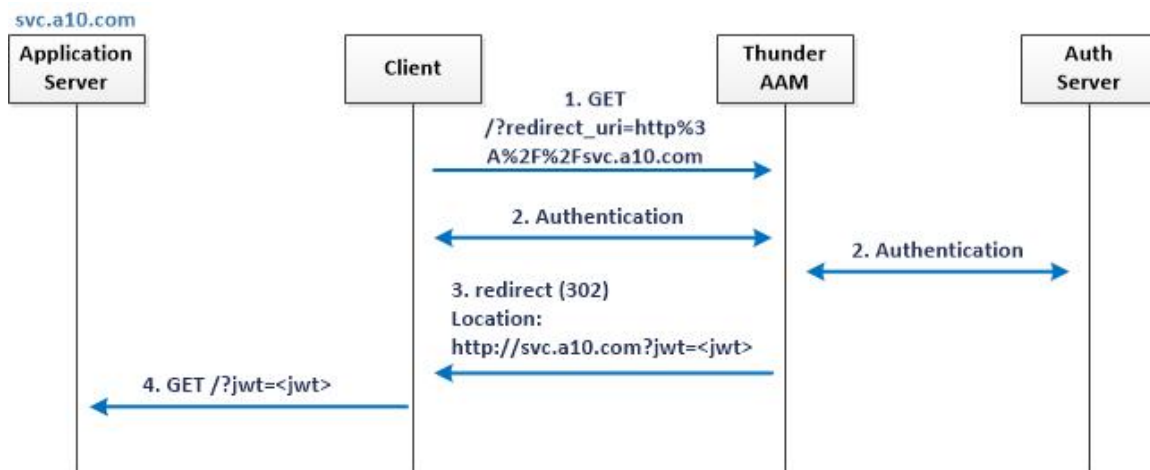 svc.a10.com
Application
Server
Client
Thunder
AAM
Auth
Server
1. GET
/?redirect_uri=http%3
A%2F%2Fsvc.a10.com
2. Authentication
2. Authentication
3. redirect (302)
Location:
http://svc.a10.com?jwt=<jwt>
4. GET /?jwt=<jwt>